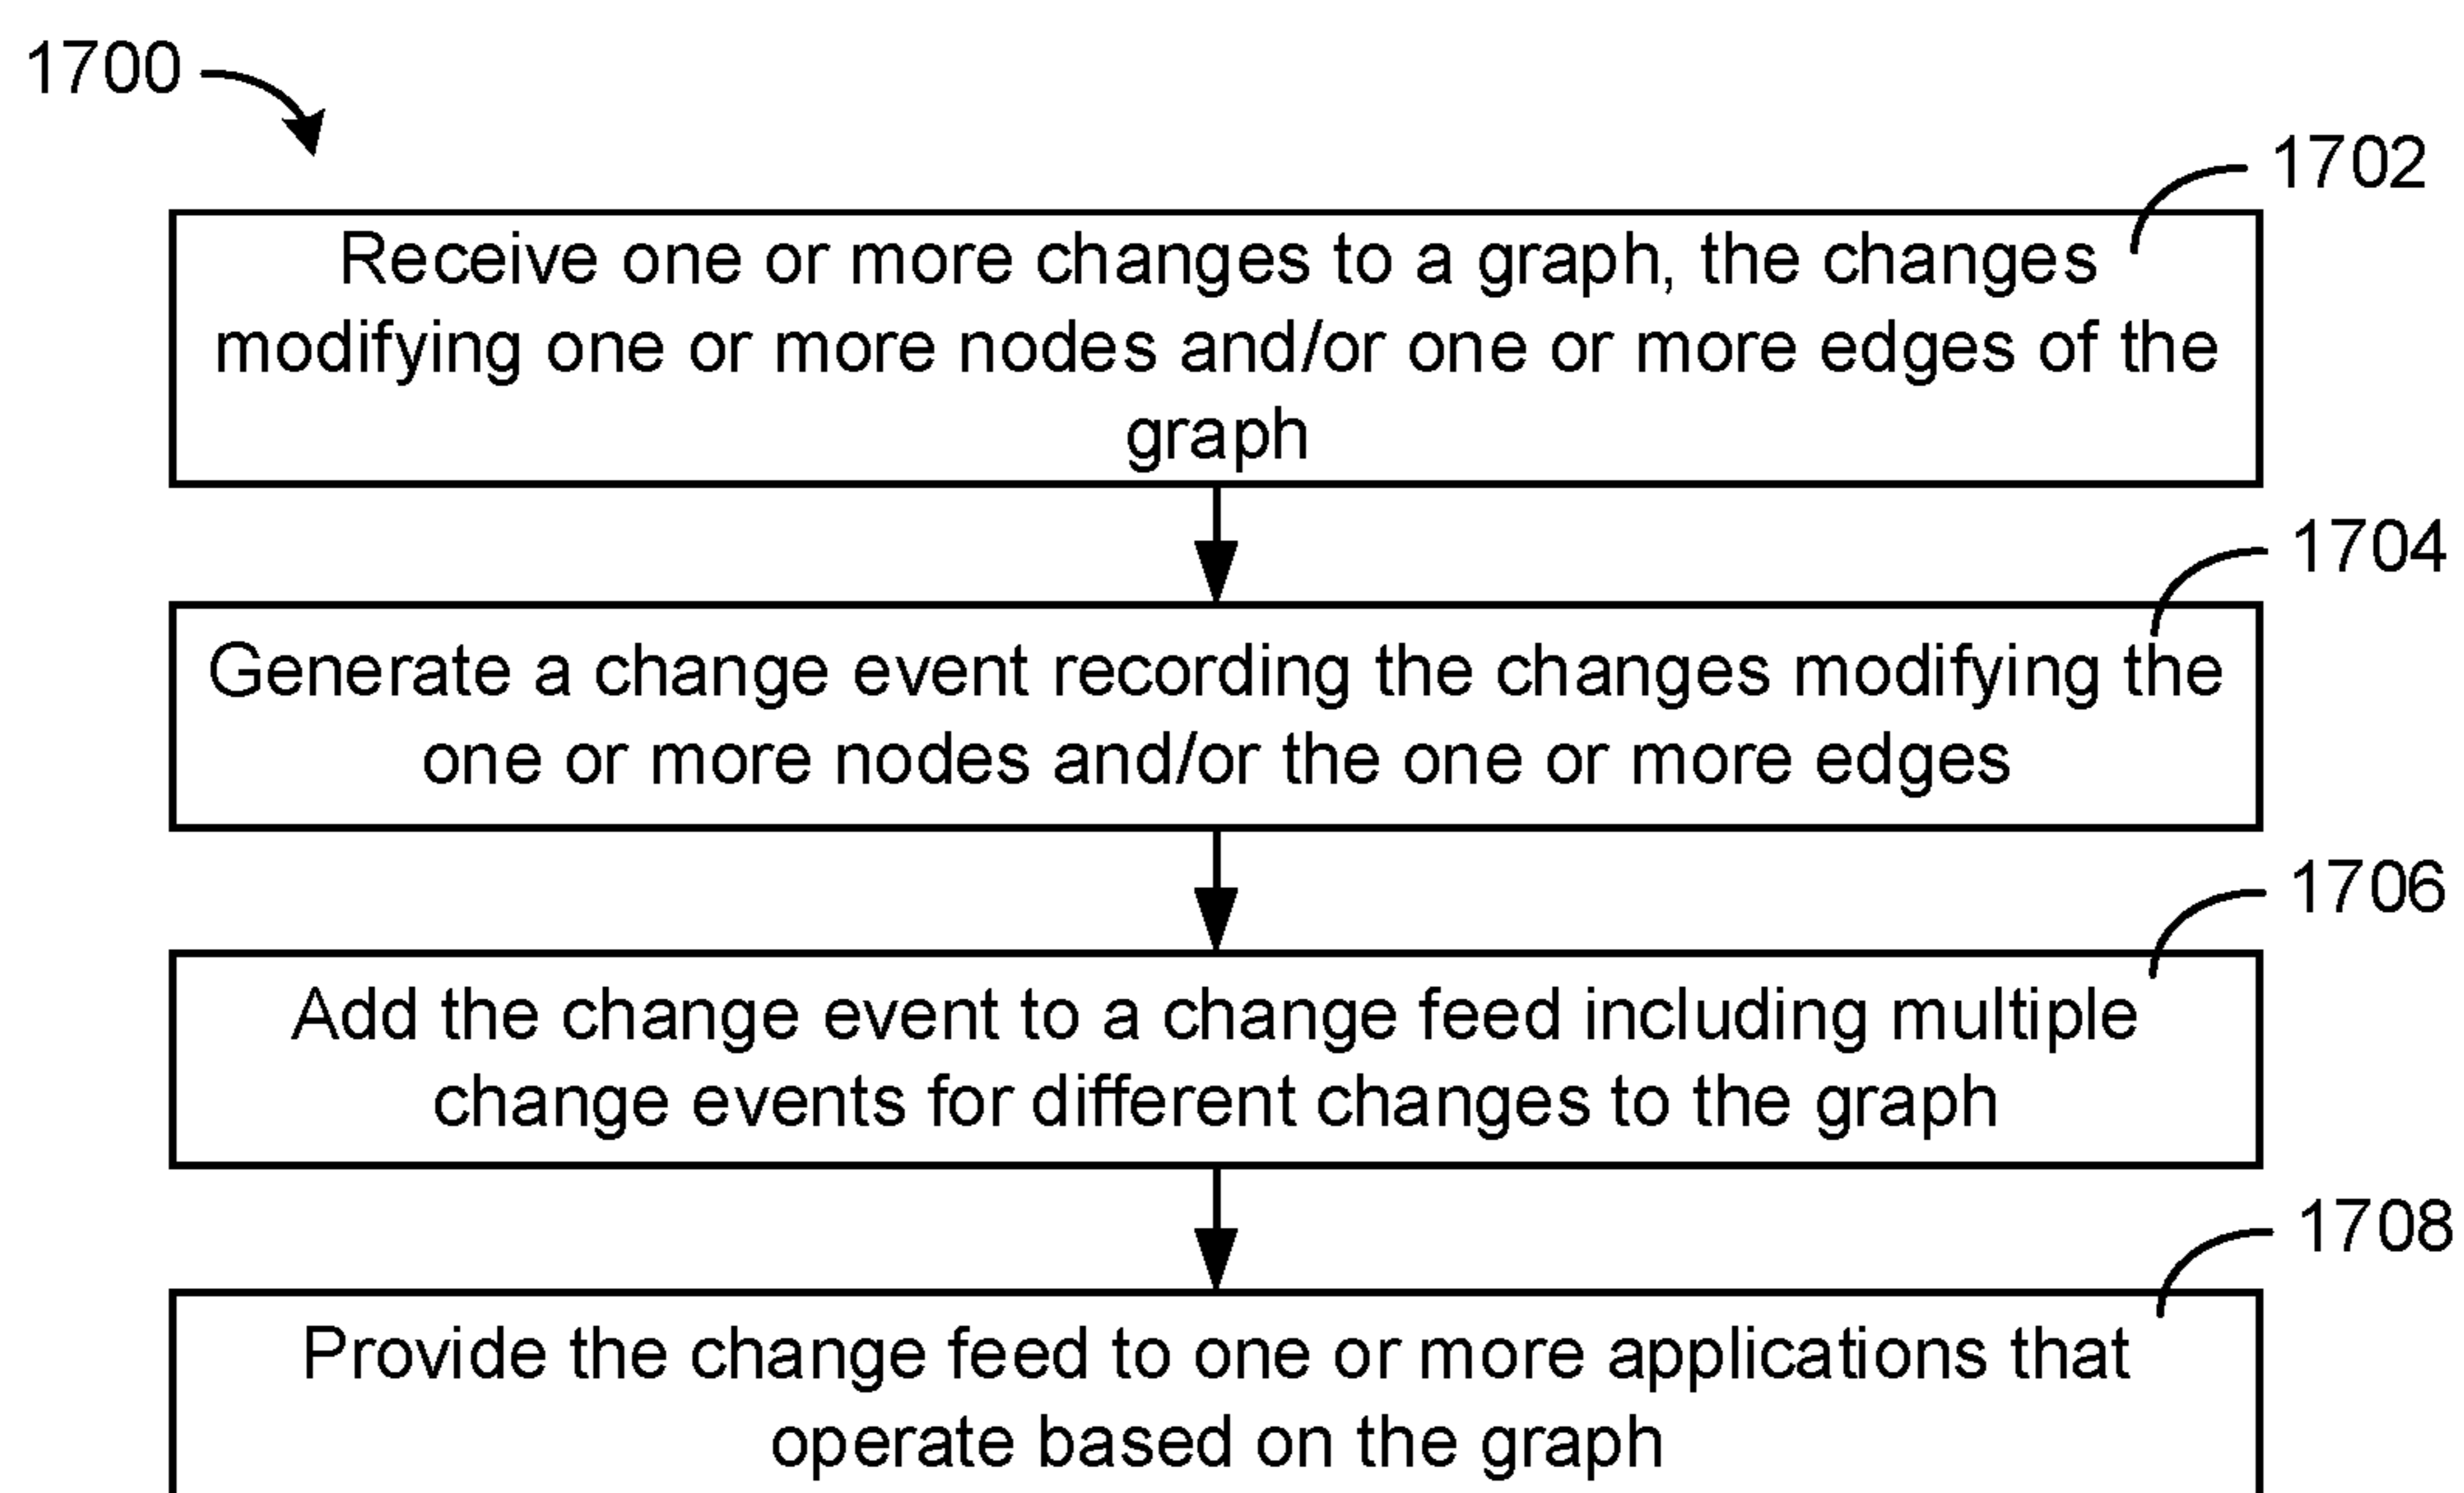 1700
1702
Receive one or more changes to a graph, the changes
modifying one or more nodes and/or one or more edges of the
graph
1704
Generate a change event recording the changes modifying the
one or more nodes and/or the one or more edges
1706
Add the change event to a change feed including multiple
change events for different changes to the graph
1708
Provide the change feed to one or more applications that
operate based on the graph